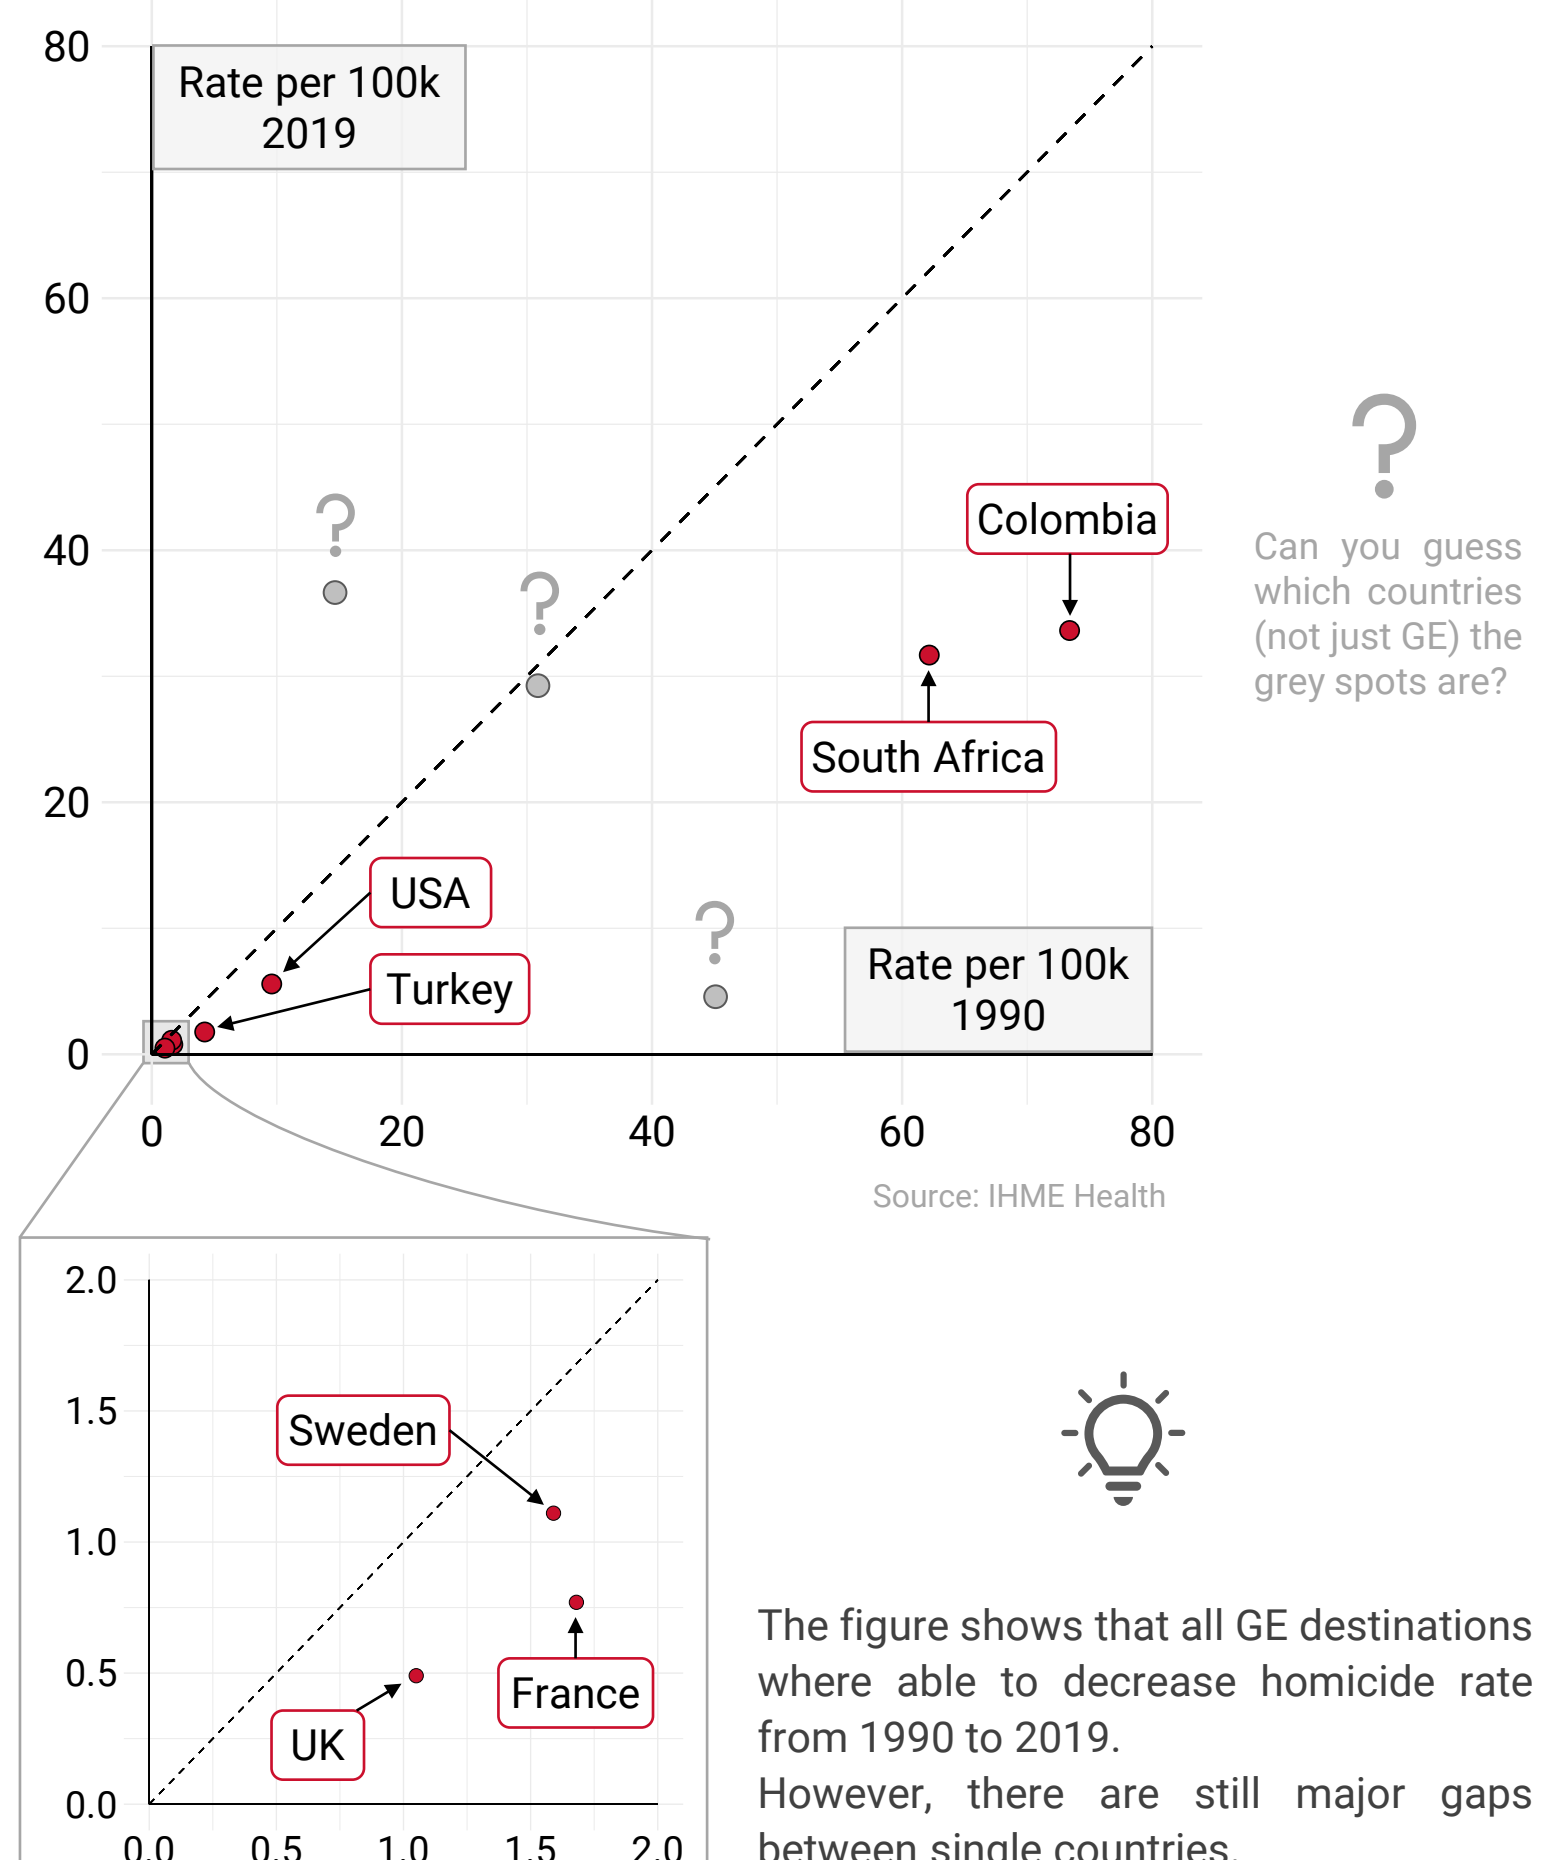 80
Rate per 100k
2019
60
?
Colombia
?
40
?
Can you guess
which countries
(not just GE) the
grey spots are?
South Africa
20
USA
?
Rate per 100k
1990
Turkey
0
0 20 40 60 80
Source: IHME Health
2.0
1.5
Sweden
1.0
0.5
France
UK
0.0
0.0 0.5 1.0 1.5 2.0
The figure shows that all GE destinations
where able to decrease homicide rate
from 1990 to 2019.
However, there are still major gaps
between single countries.